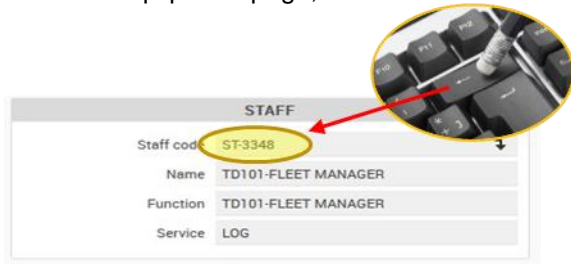 STAFF
Staff code ST-3348
Name TD101-FLEET MANAGER
Function TD101-FLEET MANAGER
Service LOG
F10
F11
F12